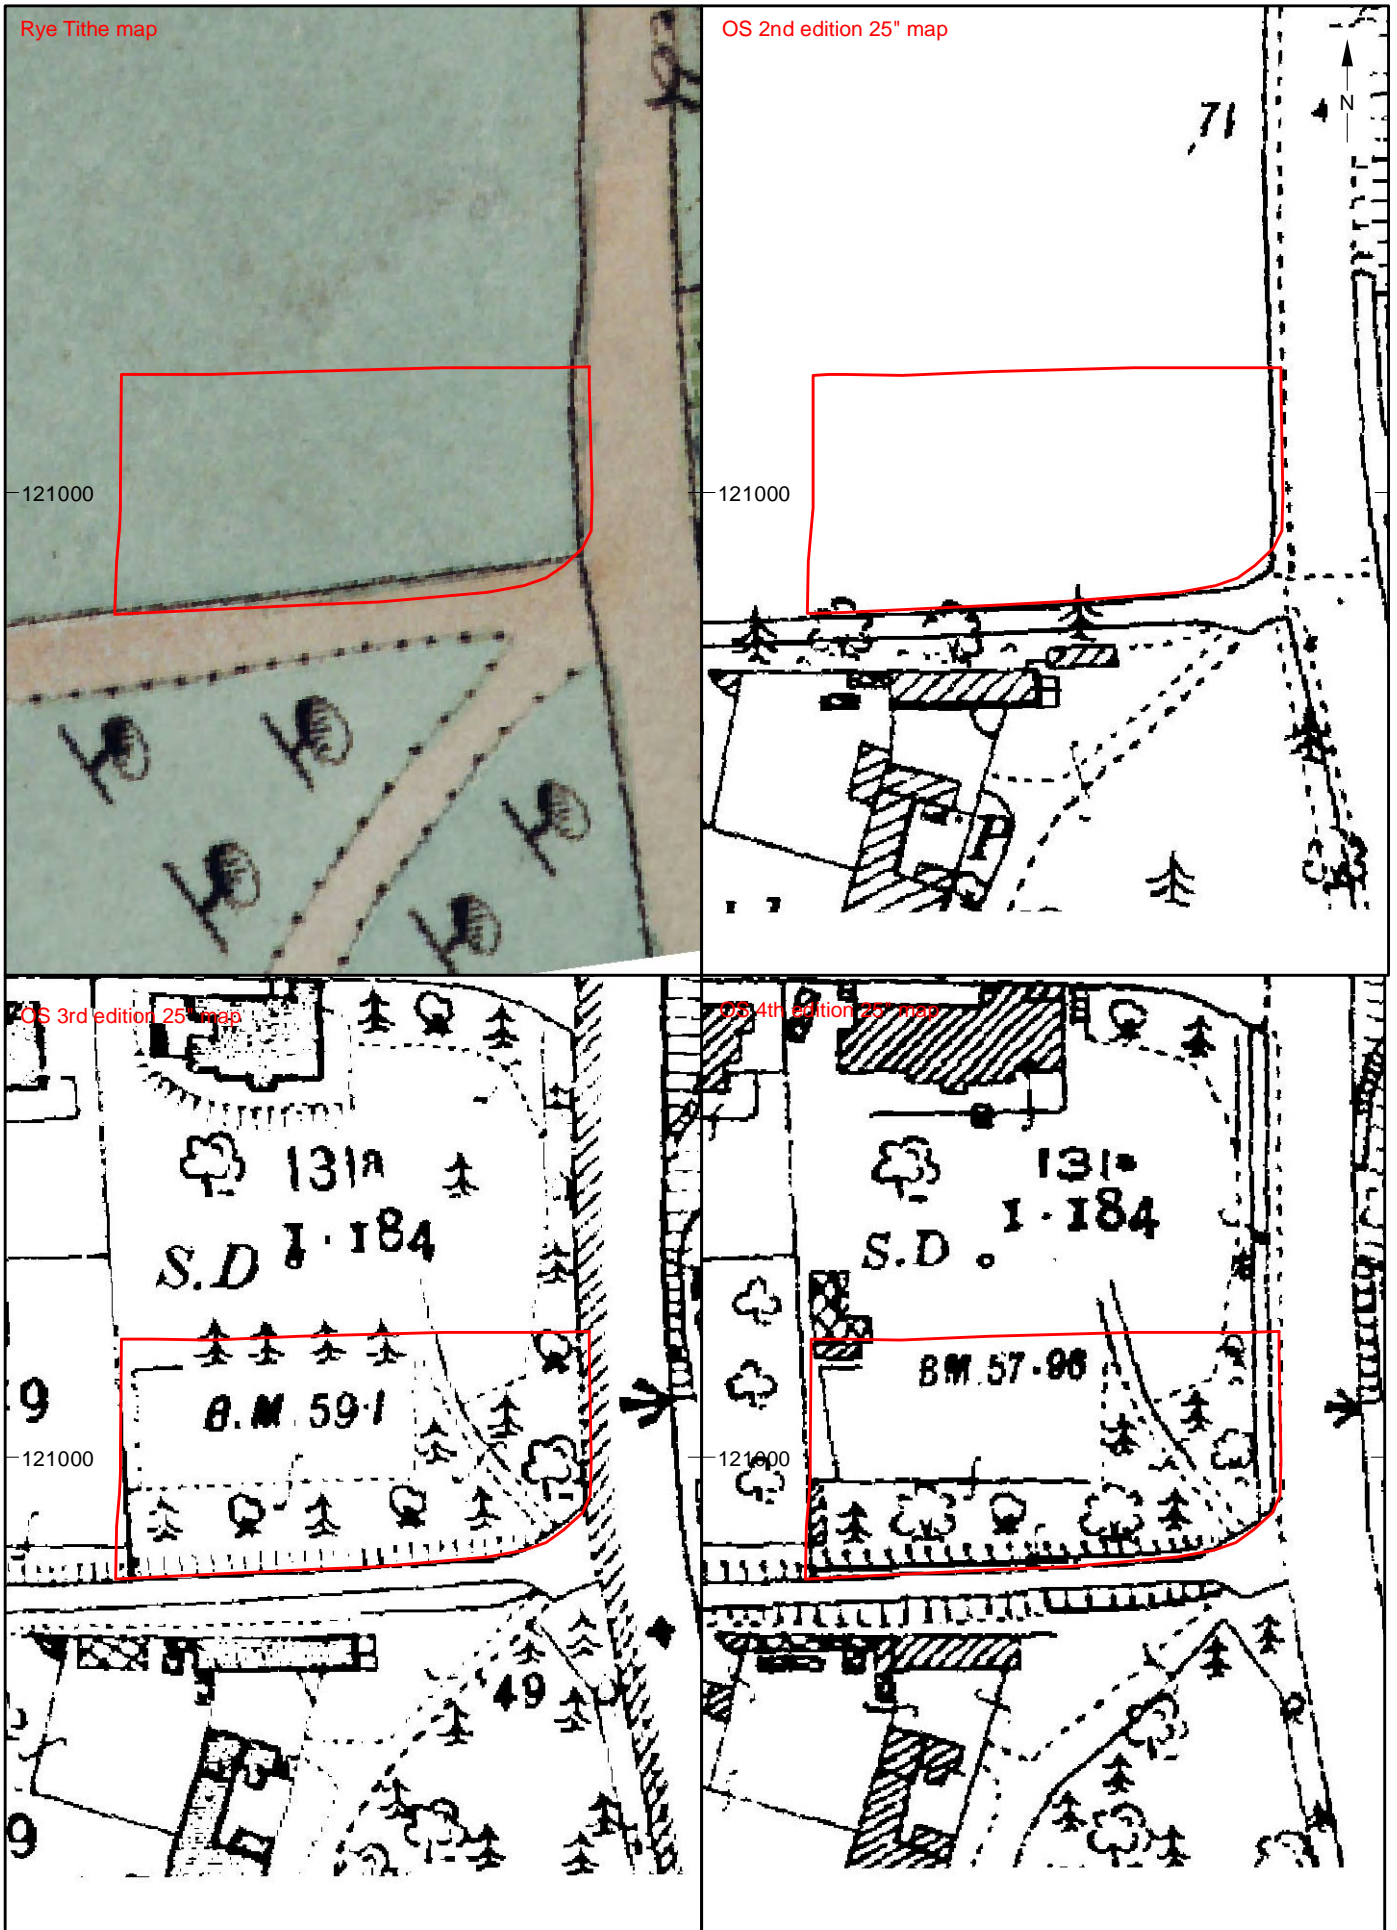 Rye Tithe map
121000
OS 2nd edition 25" map
N
71
121000
P
OS 3rd edition 25" map
131a
1·184
S.D
9
B.M. 59·1
121000
49
9
OS 4th edition 25" map
1·184
S.D
B M. 57·96
121000